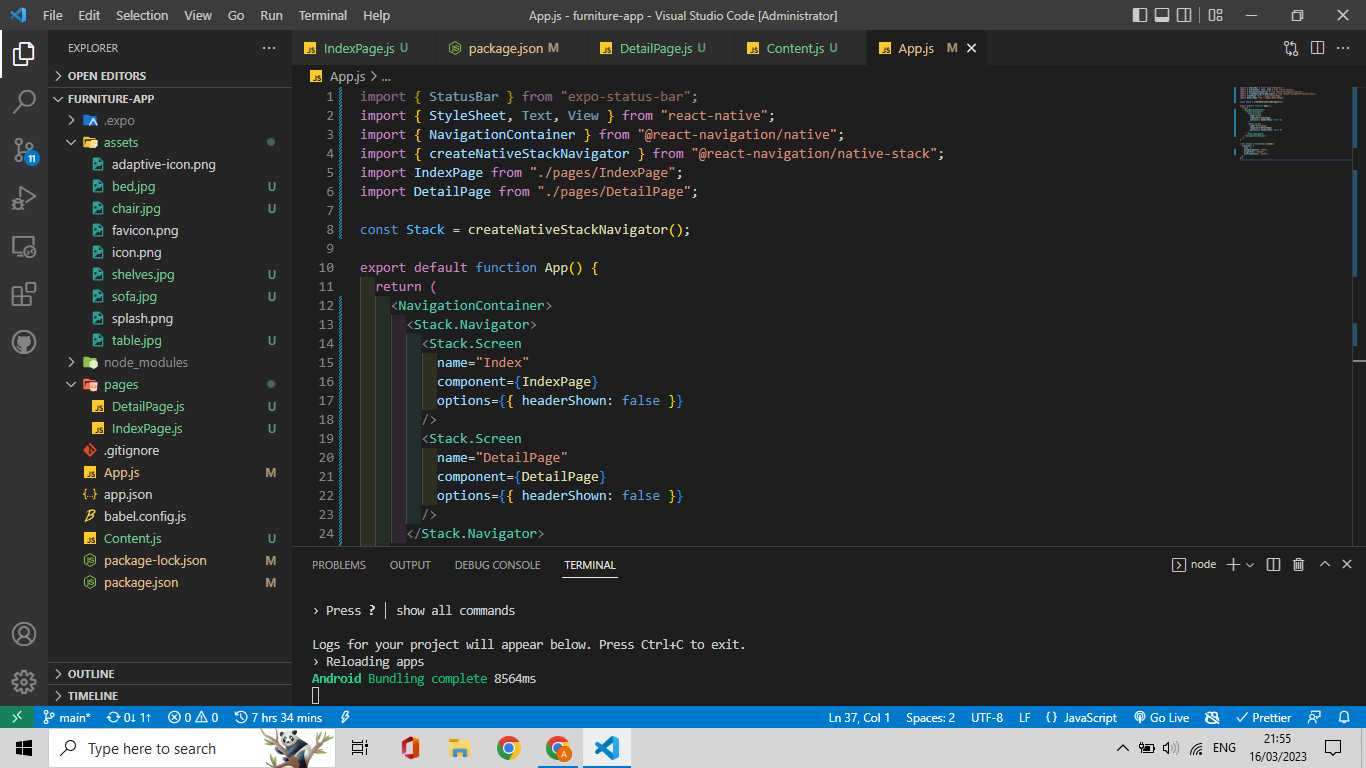 File Edit Selection View Go Run Terminal Help
App.js - furniture-app - Visual Studio Code [Administrator]
EXPLORER
IndexPage.js U
package.json M
DetailPage.js U
Content.js U
App.js M
OPEN EDITORS
FURNITURE-APP
.expo
assets
adaptive-icon.png
bed.jpg U
chair.jpg U
favicon.png
icon.png
shelves.jpg U
sofa.jpg U
splash.png
table.jpg U
node_modules
pages
DetailPage.js U
IndexPage.js U
.gitignore
App.js M
app.json
babel.config.js
Content.js U
package-lock.json M
package.json M
OUTLINE
TIMELINE
11
App.js > ...
1 import { StatusBar } from "expo-status-bar";
2 import { StyleSheet, Text, View } from "react-native";
3 import { NavigationContainer } from "@react-navigation/native";
4 import { createNativeStackNavigator } from "@react-navigation/native-stack";
5 import IndexPage from "./pages/IndexPage";
6 import DetailPage from "./pages/DetailPage";
7
8 const Stack = createNativeStackNavigator();
9
10 export default function App() {
11 return (
12 <NavigationContainer>
13 <Stack.Navigator>
14 <Stack.Screen
15 name="Index"
16 component={IndexPage}
17 options={{ headerShown: false }}
18 />
19 <Stack.Screen
20 name="DetailPage"
21 component={DetailPage}
22 options={{ headerShown: false }}
23 />
24 </Stack.Navigator>
PROBLEMS OUTPUT DEBUG CONSOLE TERMINAL
node
› Press ? │ show all commands
Logs for your project will appear below. Press Ctrl+C to exit.
› Reloading apps
Android Bundling complete 8564ms
main* 0↓ 1↑ 0 0 7 hrs 34 mins
Ln 37, Col 1 Spaces: 2 UTF-8 LF {} JavaScript Go Live Prettier
Type here to search
ENG
21:55
16/03/2023